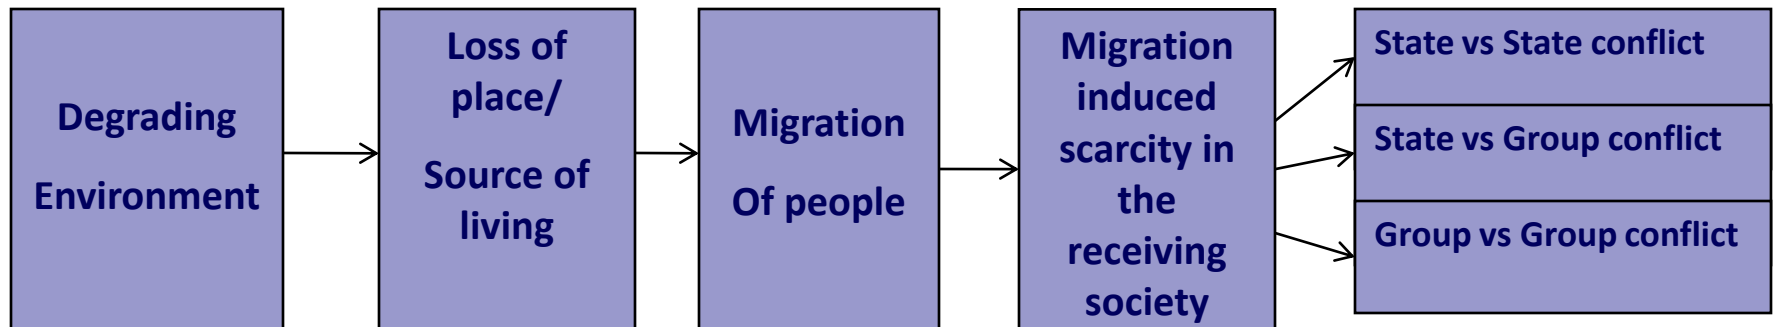 Degrading
Environment
Loss of
place/
Source of
living
Migration
Of people
Migration
induced
scarcity in
the
receiving
society
State vs State conflict
State vs Group conflict
Group vs Group conflict